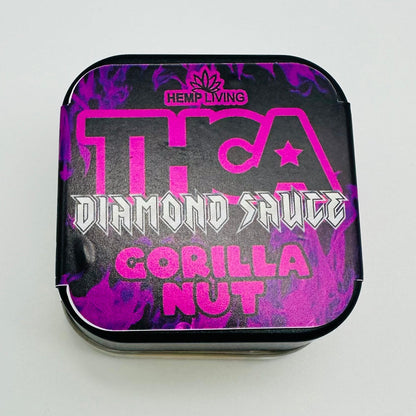 HEMP LIVING
THCA
DIAMOND SAUCE
GORILLA
NUT